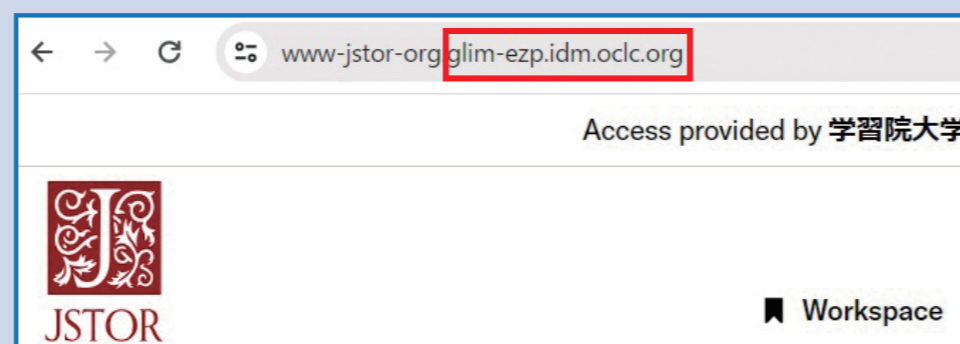 www-jstor-org.glim-ezp.idm.oclc.org
Access provided by 学習院大学
JSTOR
Workspace